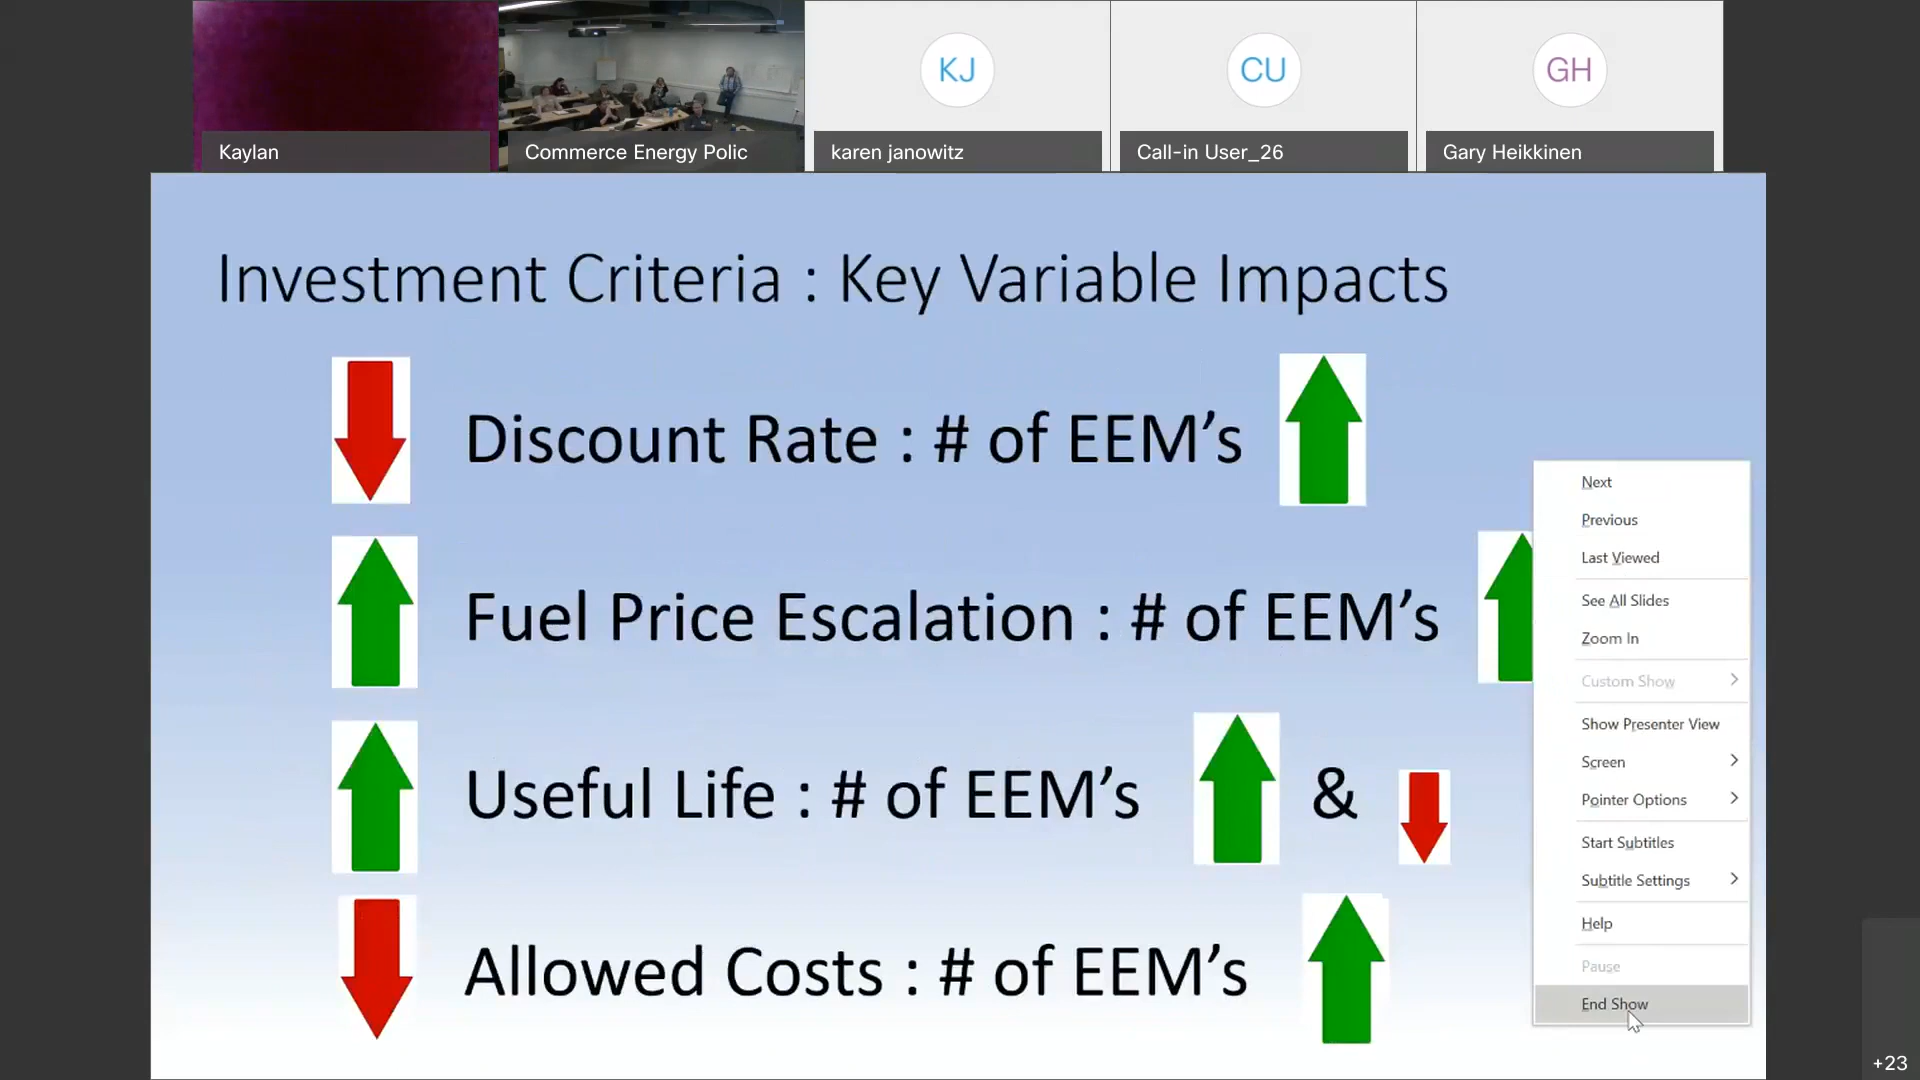 KJ
CU
GH
Kaylan
Commerce Energy Polic
karen janowitz
Call-in User_26
Gary Heikkinen
Investment Criteria : Key Variable Impacts
Discount Rate : # of EEM’s
Fuel Price Escalation : # of EEM’s
Useful Life : # of EEM’s
&
Allowed Costs : # of EEM’s
Next
Previous
Last Viewed
See All Slides
Zoom In
Custom Show
Show Presenter View
Screen
Pointer Options
Start Subtitles
Subtitle Settings
Help
Pause
End Show
+23